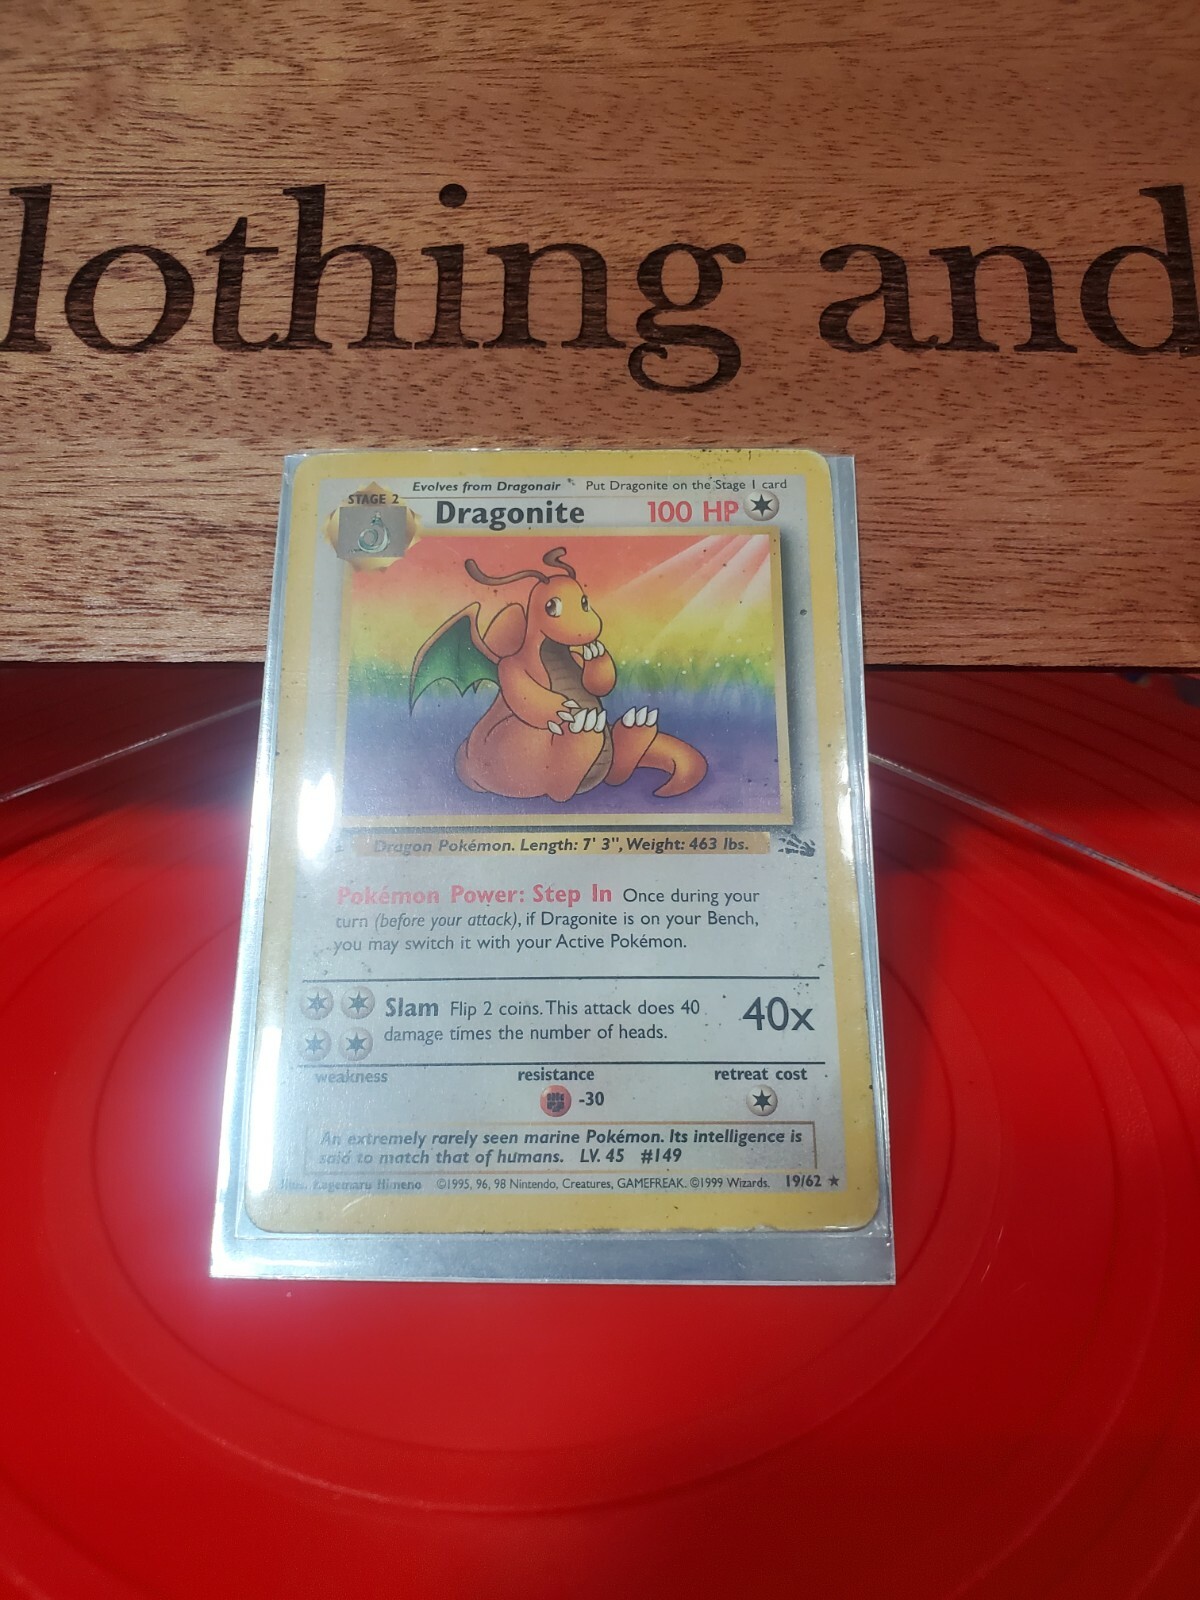 lothing and
Evolves from Dragonair Put Dragonite on the Stage 1 card
STAGE 2
Dragonite 100 HP
Dragon Pokémon. Length: 7' 3", Weight: 463 lbs.
Pokémon Power: Step In Once during your
turn (before your attack), if Dragonite is on your Bench,
you may switch it with your Active Pokémon.
Slam Flip 2 coins. This attack does 40
damage times the number of heads.
40x
weakness resistance retreat cost
-30
An extremely rarely seen marine Pokémon. Its intelligence is
said to match that of humans. LV. 45 #149
Illus. Kagemaru Himeno ©1995, 96, 98 Nintendo, Creatures, GAMEFREAK. ©1999 Wizards. 19/62 ★